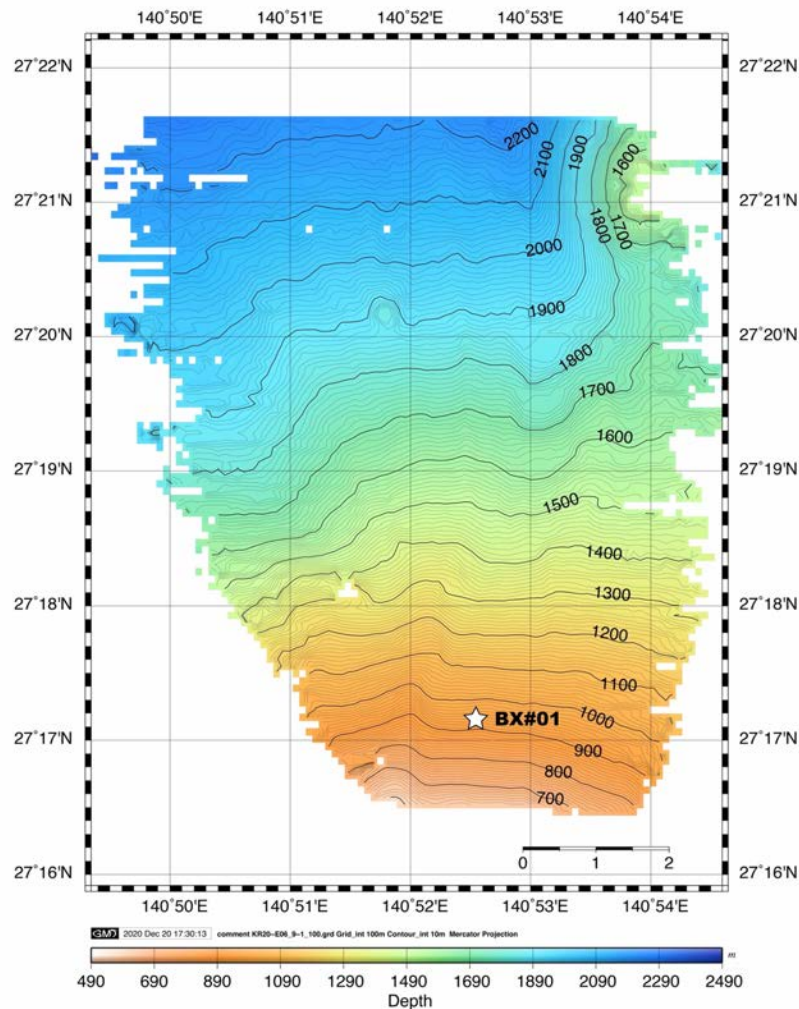 140˚50'E 140˚51'E 140˚52'E 140˚53'E 140˚54'E
27˚22'N 27˚22'N
2200
2100
1900
1600
27˚21'N 27˚21'N
1800
1700
2000
1900
27˚20'N 27˚20'N
1800
1700
1600
27˚19'N 27˚19'N
1500
1400
27˚18'N 27˚18'N
1300
1200
1100
1000
BX#01
27˚17'N 27˚17'N
900
800
700
27˚16'N 27˚16'N
0 1 2
140˚50'E 140˚51'E 140˚52'E 140˚53'E 140˚54'E
GMT 2020 Dec 20 17:30:13 comment KR20-E06_9-1_100.grd Grid_int 100m Contour_int 10m Mercator Projection
m
490 690 890 1090 1290 1490 1690 1890 2090 2290 2490
Depth